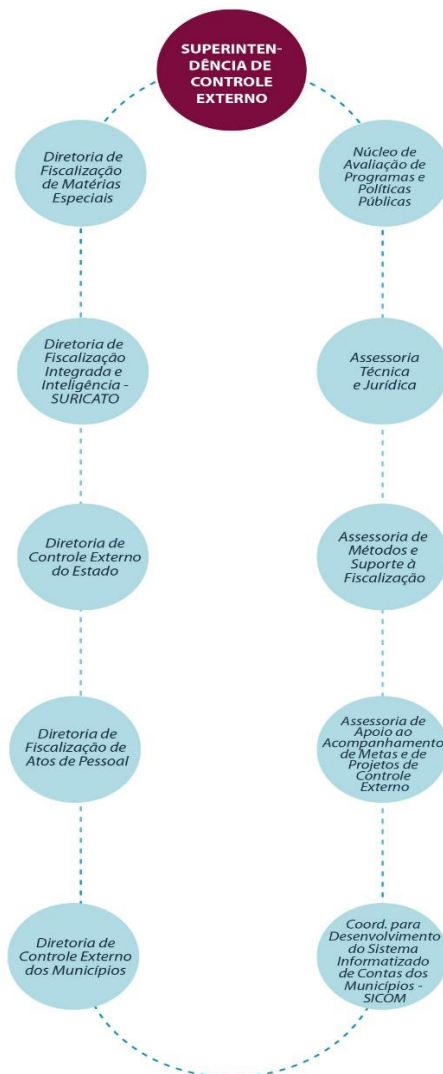 SUPERINTEN-
DÊNCIA DE
CONTROLE
EXTERNO
Diretoria de
Fiscalização
de Matérias
Especiais
Núcleo de
Avaliação de
Programas e
Políticas
Públicas
Diretoria de
Fiscalização
Integrada e
Inteligência -
SURICATO
Assessoria
Técnica
e Jurídica
Diretoria de
Controle Externo
do Estado
Assessoria de
Métodos e
Suporte à
Fiscalização
Diretoria de
Fiscalização de
Atos de Pessoal
Assessoria de
Apoio ao
Acompanhamento
de Metas e de
Projetos de
Controle
Externo
Diretoria de
Controle Externo
dos Municípios
Coord. para
Desenvolvimento
do Sistema
Informatizado
de Contas dos
Municípios -
SICOM